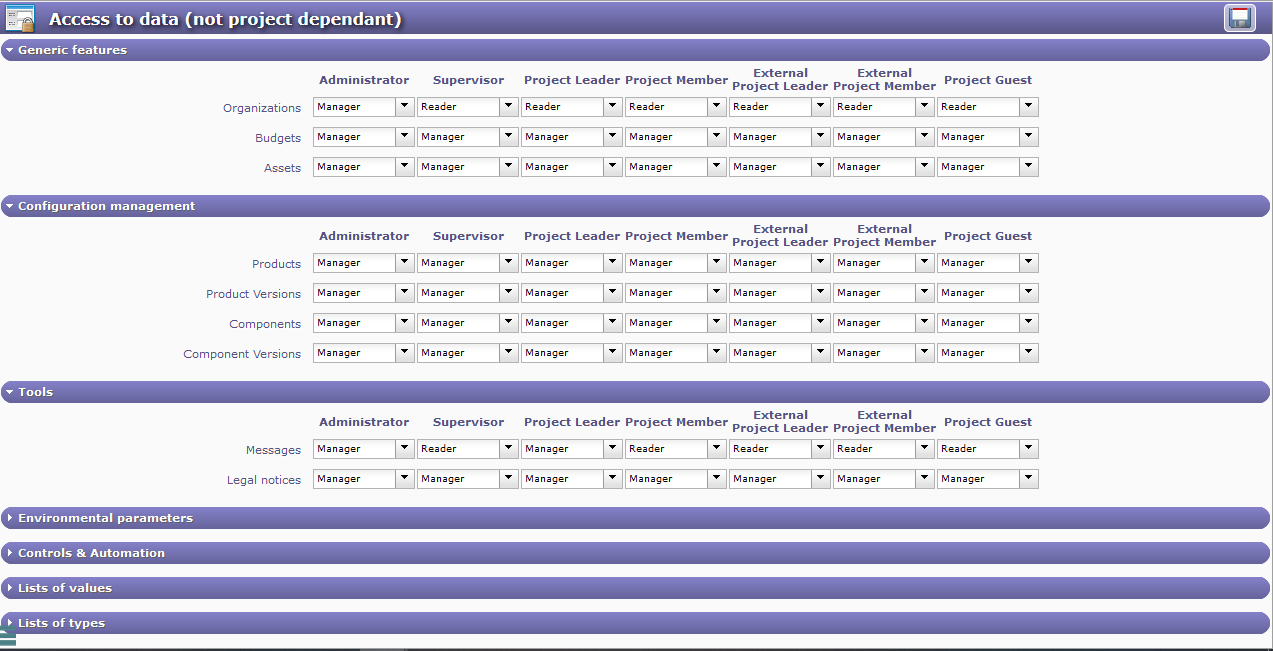 Access to data (not project dependant)
Generic features
Administrator Supervisor Project Leader Project Member External Project Leader External Project Member Project Guest
Organizations Manager Reader Reader Reader Reader Reader Reader
Budgets Manager Manager Manager Manager Manager Manager Manager
Assets Manager Manager Manager Manager Manager Manager Manager
Configuration management
Administrator Supervisor Project Leader Project Member External Project Leader External Project Member Project Guest
Products Manager Manager Manager Manager Manager Manager Manager
Product Versions Manager Manager Manager Manager Manager Manager Manager
Components Manager Manager Manager Manager Manager Manager Manager
Component Versions Manager Manager Manager Manager Manager Manager Manager
Tools
Administrator Supervisor Project Leader Project Member External Project Leader External Project Member Project Guest
Messages Manager Reader Manager Reader Reader Reader Reader
Legal notices Manager Manager Manager Manager Manager Manager Manager
Environmental parameters
Controls & Automation
Lists of values
Lists of types